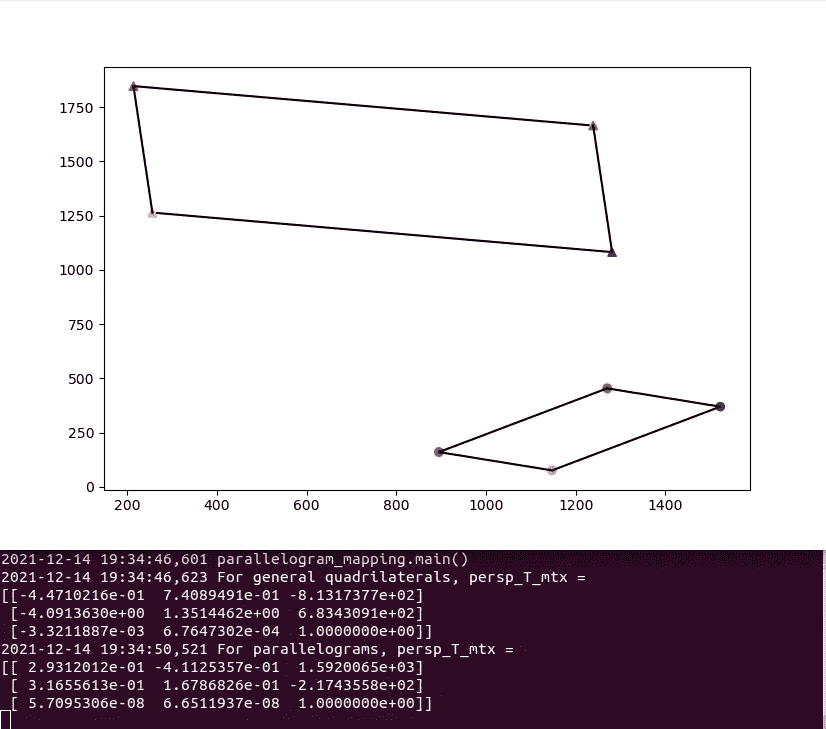 1750
1500
1250
1000
750
500
250
0
200 400 600 800 1000 1200 1400
2021-12-14 19:34:46,601 parallelogram_mapping.main()
2021-12-14 19:34:46,623 For general quadrilaterals, persp_T_mtx =
[[-4.4710216e-01  7.4089491e-01 -8.1317377e+02]
 [-4.0913630e+00  1.3514462e+00  6.8343091e+02]
 [-3.3211887e-03  6.7647302e-04  1.0000000e+00]]
2021-12-14 19:34:50,521 For parallelograms, persp_T_mtx =
[[ 2.9312012e-01 -4.1125357e-01  1.5920065e+03]
 [ 3.1655613e-01  1.6786826e-01 -2.1743558e+02]
 [ 5.7095306e-08  6.6511937e-08  1.0000000e+00]]